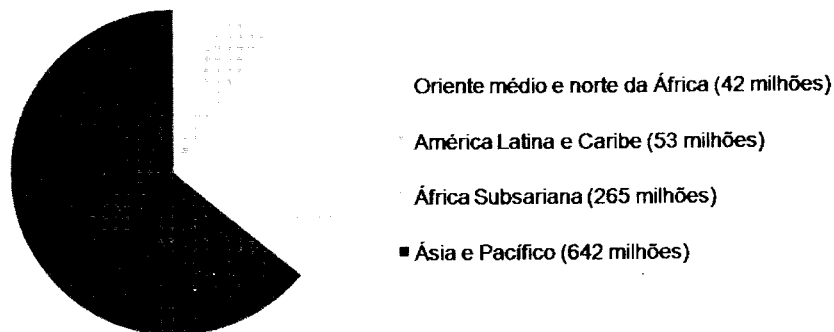 Oriente médio e norte da África (42 milhões)
América Latina e Caribe (53 milhões)
África Subsariana (265 milhões)
Ásia e Pacífico (642 milhões)